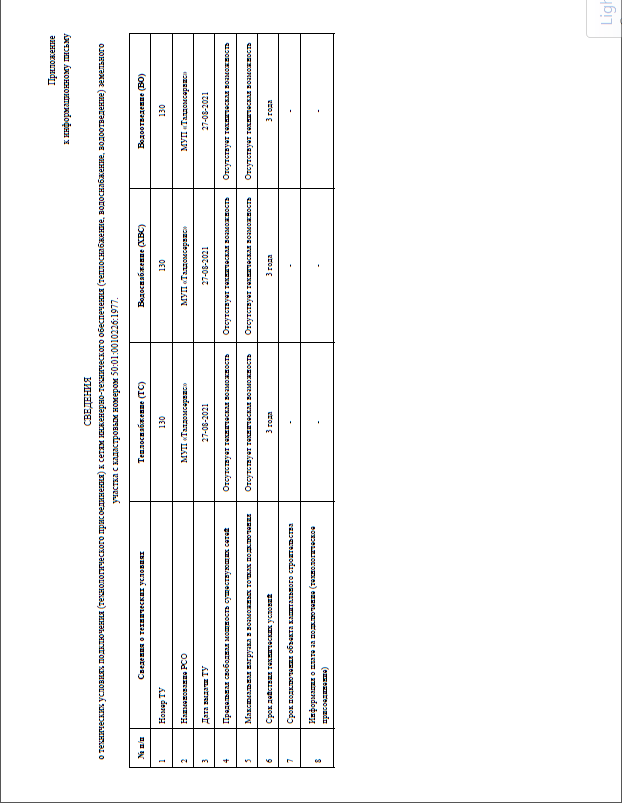 Приложение
к информационному письму
СВЕДЕНИЯ
о технических условиях подключения (технологического присоединения) к сетям инженерно-технического обеспечения (теплоснабжение, водоснабжение, водоотведение) земельного
участка с кадастровым номером 50:01:0010226:1977.
№ п/п Сведения о технических условиях Теплоснабжение (ТС) Водоснабжение (ХВС) Водоотведение (ВО)
1 Номер ТУ 130 130 130
2 Наименование РСО МУП «Талдомсервис» МУП «Талдомсервис» МУП «Талдомсервис»
3 Дата выдачи ТУ 27-08-2021 27-08-2021 27-08-2021
4 Предельная свободная мощность существующих сетей Отсутствует техническая возможность Отсутствует техническая возможность Отсутствует техническая возможность
5 Максимальная нагрузка в возможных точках подключения Отсутствует техническая возможность Отсутствует техническая возможность Отсутствует техническая возможность
6 Срок действия технических условий 3 года 3 года 3 года
7 Срок подключения объекта капитального строительства - - -
8 Информация о плате за подключение (технологическое - - -
присоединение)
Ligh